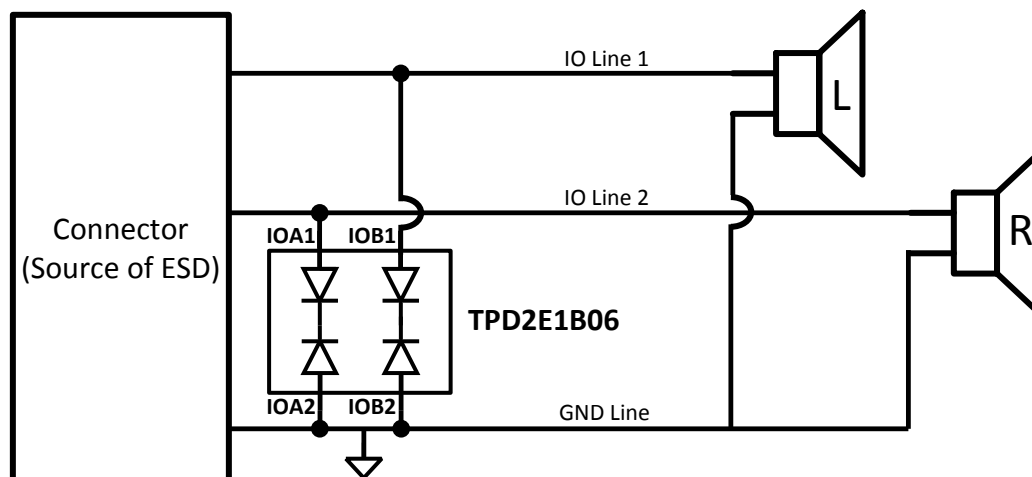 IO Line 1
L
IO Line 2
R
Connector
(Source of ESD)
IOA1 IOB1
TPD2E1B06
IOA2 IOB2
GND Line